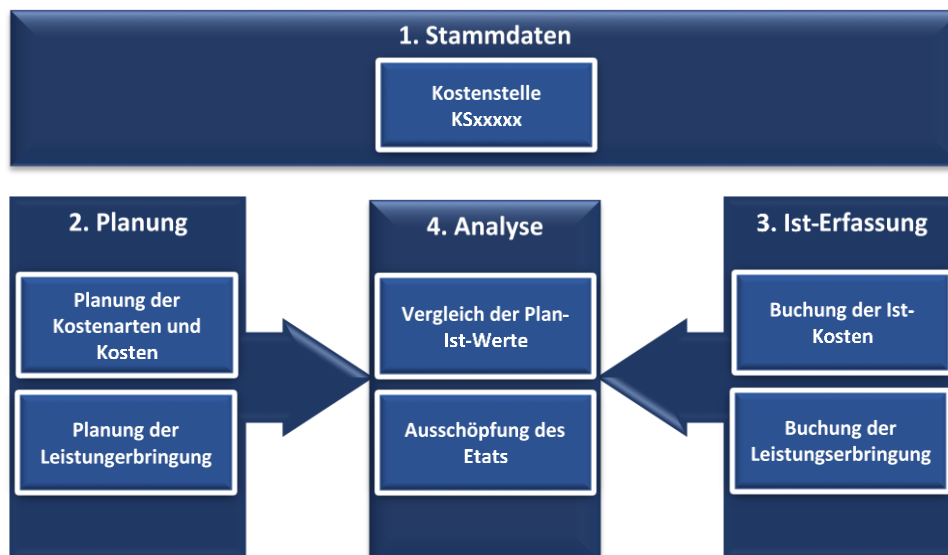 1. Stammdaten
Kostenstelle
KSxxxxx
2. Planung
Planung der
Kostenarten und
Kosten
Planung der
Leistungerbringung
4. Analyse
Vergleich der Plan-
Ist-Werte
Ausschöpfung des
Etats
3. Ist-Erfassung
Buchung der Ist-
Kosten
Buchung der
Leistungserbringung